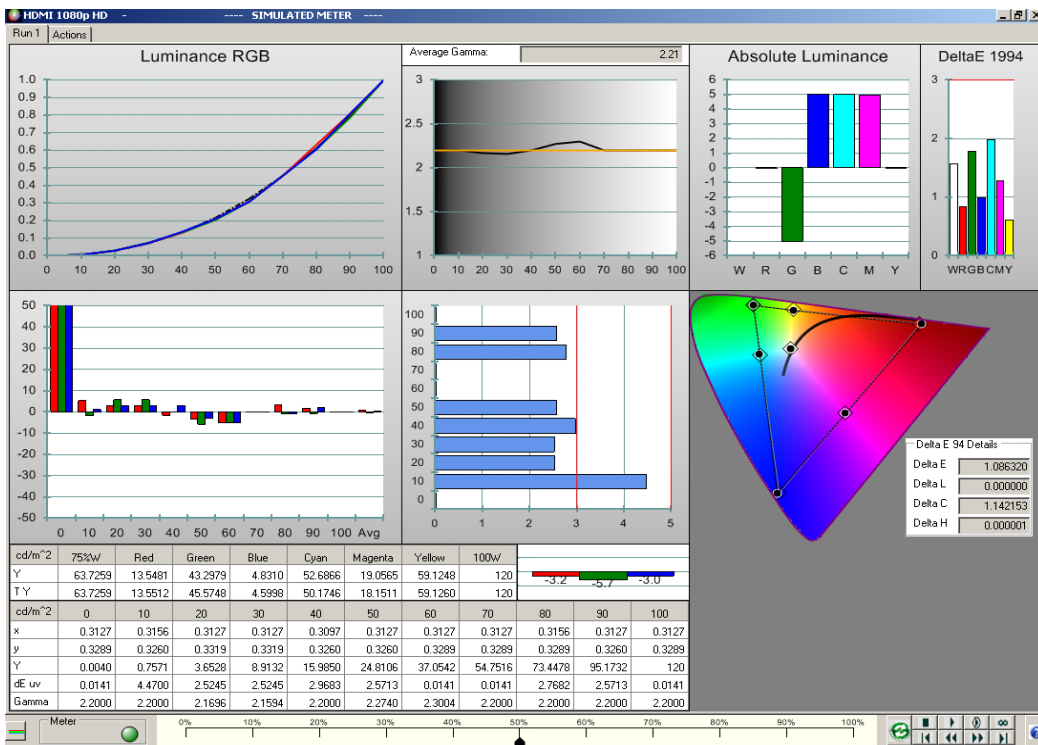 HDMI 1080p HD - ---- SIMULATED METER ----
Run 1 Actions
Luminance RGB
1.0
0.9
0.8
0.7
0.6
0.5
0.4
0.3
0.2
0.1
0.0
0 10 20 30 40 50 60 70 80 90 100
Average Gamma: 2.21
3
2.5
2
1.5
1
0 10 20 30 40 50 60 70 80 90 100
Absolute Luminance
6
5
4
3
2
1
0
-1
-2
-3
-4
-5
-6
W R G B C M Y
DeltaE 1994
3
2
1
0
WRGBCMY
50
40
30
20
10
0
-10
-20
-30
-40
-50
0 10 20 30 40 50 60 70 80 90 100 Avg
100
90
80
70
60
50
40
30
20
10
0
0 1 2 3 4 5
Delta E 94 Details
Delta E 1.086320
Delta L 0.000000
Delta C 1.142153
Delta H 0.000001
cd/m^2 75%W Red Green Blue Cyan Magenta Yellow 100W
Y 63.7259 13.5481 43.2979 4.8310 52.6866 19.0565 59.1248 120
T Y 63.7259 13.5512 45.5748 4.5998 50.1746 18.1511 59.1260 120
-3.2 -5.7 -3.0
cd/m^2 0 10 20 30 40 50 60 70 80 90 100
x 0.3127 0.3156 0.3127 0.3127 0.3097 0.3127 0.3127 0.3127 0.3156 0.3127 0.3127
y 0.3289 0.3260 0.3319 0.3319 0.3260 0.3260 0.3289 0.3289 0.3289 0.3260 0.3289
Y 0.0040 0.7571 3.6528 8.9132 15.9850 24.8106 37.0542 54.7516 73.4478 95.1732 120
dE uv 0.0141 4.4700 2.5245 2.5245 2.9683 2.5713 0.0141 0.0141 2.7682 2.5713 0.0141
Gamma 2.2000 2.2000 2.1696 2.1594 2.2000 2.2740 2.3004 2.2000 2.2000 2.2000 2.2000
Meter
0% 10% 20% 30% 40% 50% 60% 70% 80% 90% 100%